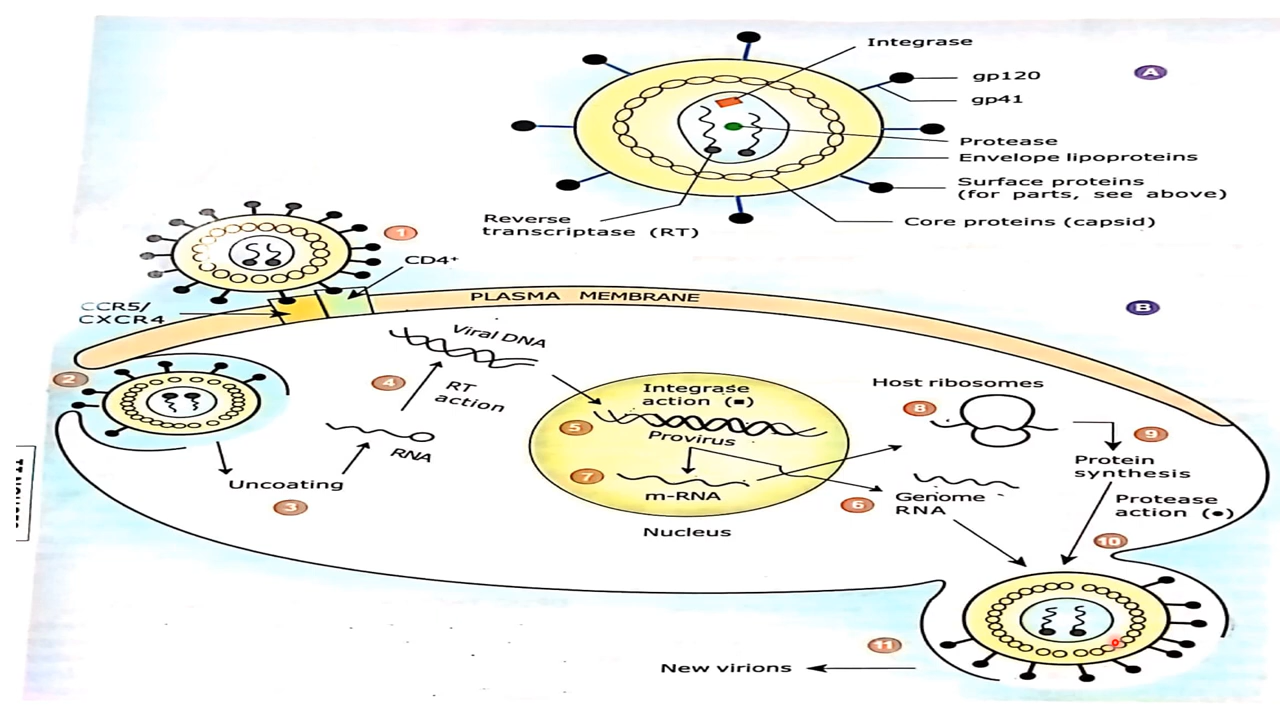 Integrase
A
gp120
gp41
Protease
Envelope lipoproteins
Surface proteins
(for parts, see above)
Reverse
transcriptase (RT)
Core proteins (capsid)
1
CD4+
CCR5/
CXCR4
PLASMA MEMBRANE
B
2
Viral DNA
4
RT
action
RNA
Uncoating
3
Integrase
action (■)
5
Provirus
7
m-RNA
Nucleus
Host ribosomes
8
9
Protein
synthesis
Protease
action (●)
6
Genome
RNA
10
11
New virions